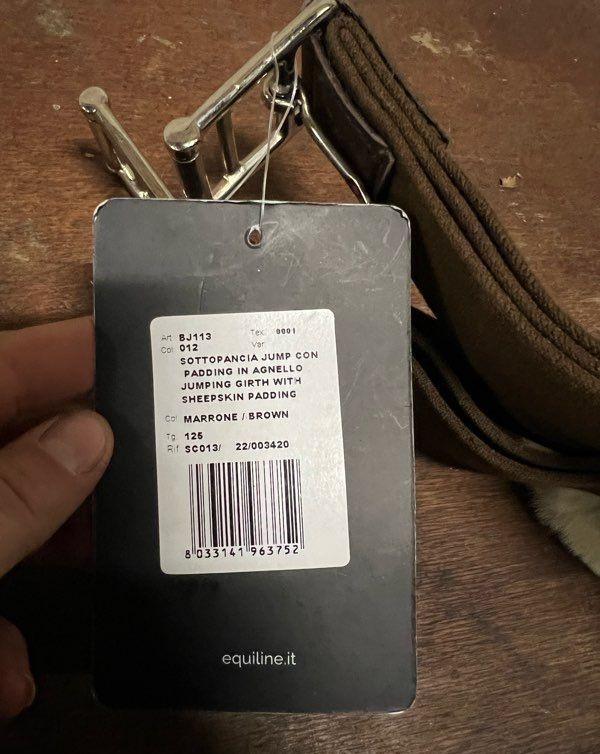 Art. BJ113 Tex. 0001
Col. 012 Var.
SOTTOPANCIA JUMP CON
PADDING IN AGNELLO
JUMPING GIRTH WITH
SHEEPSKIN PADDING
Col. MARRONE / BROWN
Tg. 125
Rif. SC013/ 22/003420
8 033141 963752
equiline.it